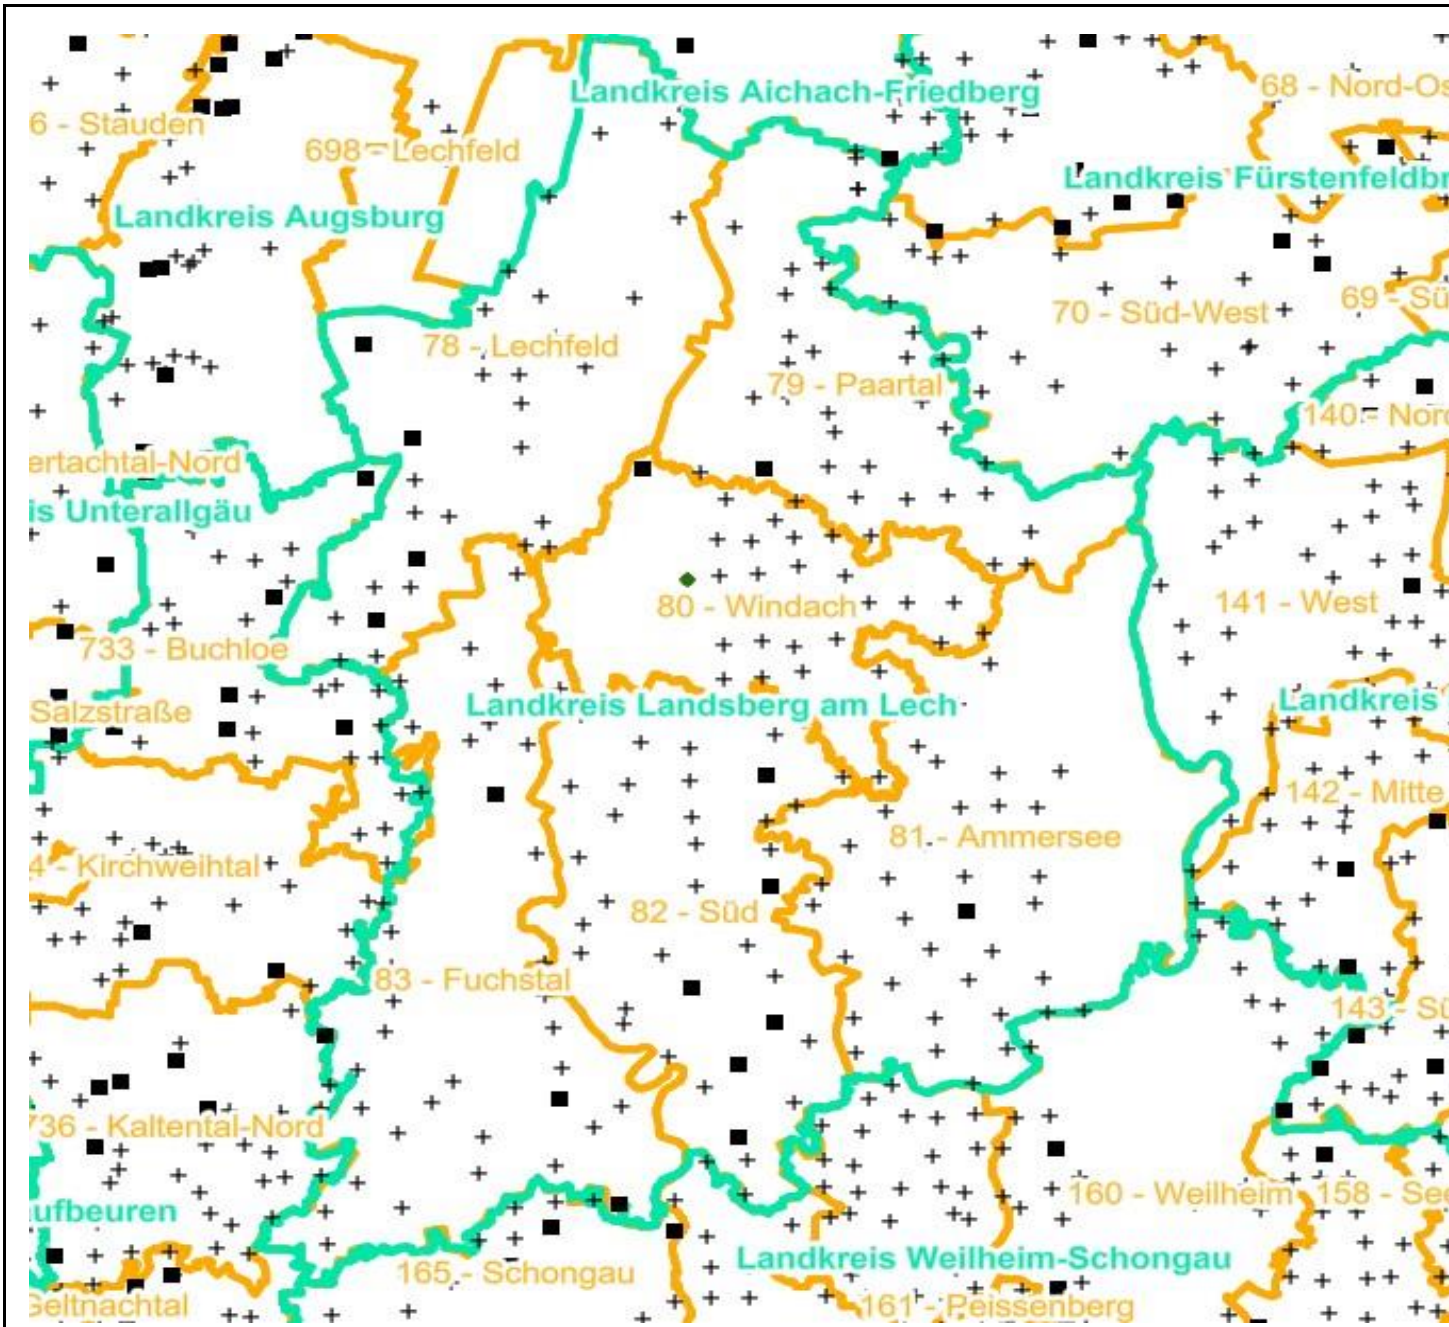 Landkreis Aichach-Friedberg
68 - Nord-Os
6 - Stauden
698 - Lechfeld
Landkreis Fürstenfeldbr
Landkreis Augsburg
69 - Sü
70 - Süd-West
78 - Lechfeld
79 - Paartal
140 - Nord
ertachtal-Nord
is Unterallgäu
80 - Windach
141 - West
733 - Buchloe
Landkreis
Landkreis Landsberg am Lech
Salzstraße
142 - Mitte
81 - Ammersee
4 - Kirchweihtal
82 - Süd
83 - Fuchstal
143 - Sü
736 - Kaltental-Nord
160 - Weilheim
158 - See
ufbeuren
Landkreis Weilheim-Schongau
165 - Schongau
Geltnachtal
161 - Peissenberg